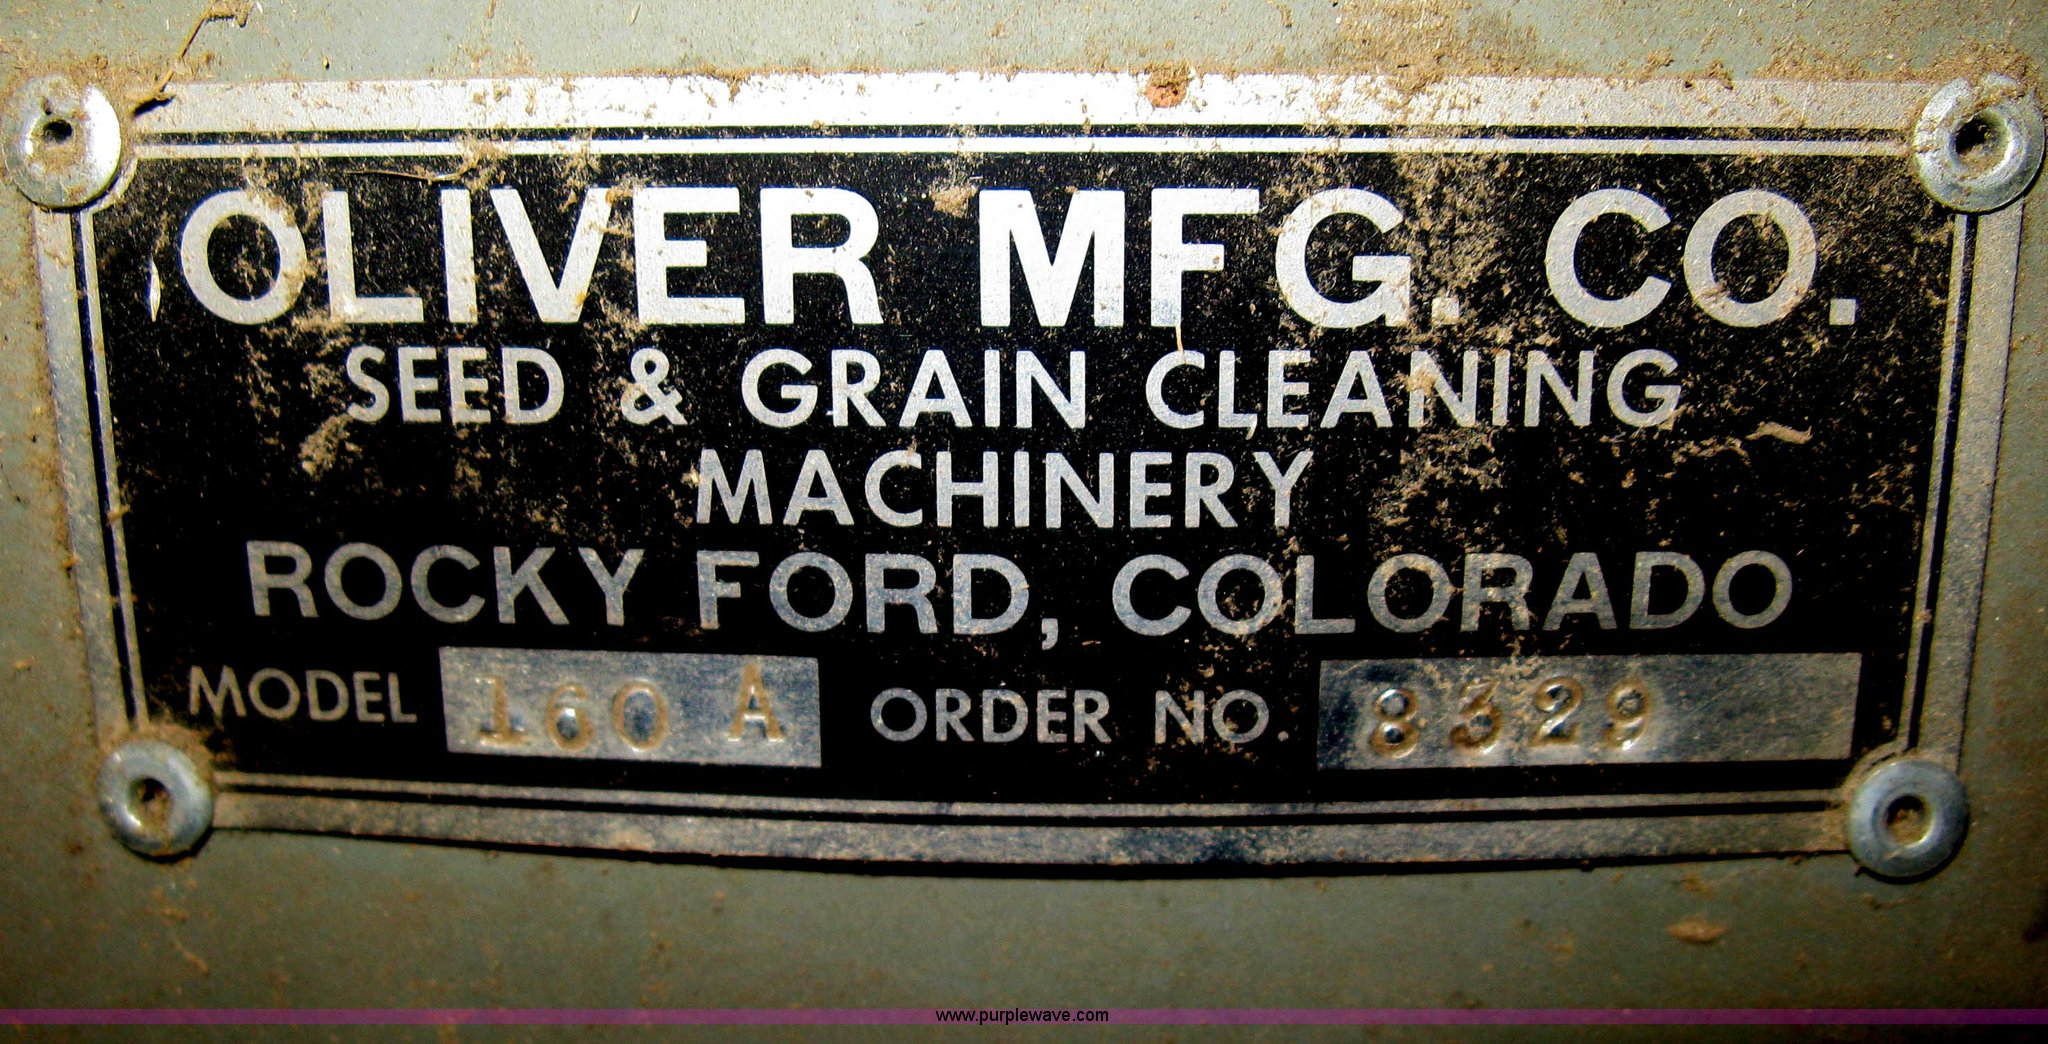 OLIVER MFG. CO.
SEED & GRAIN CLEANING
MACHINERY
ROCKY FORD, COLORADO
MODEL 160 A ORDER NO. 8329
www.purplewave.com